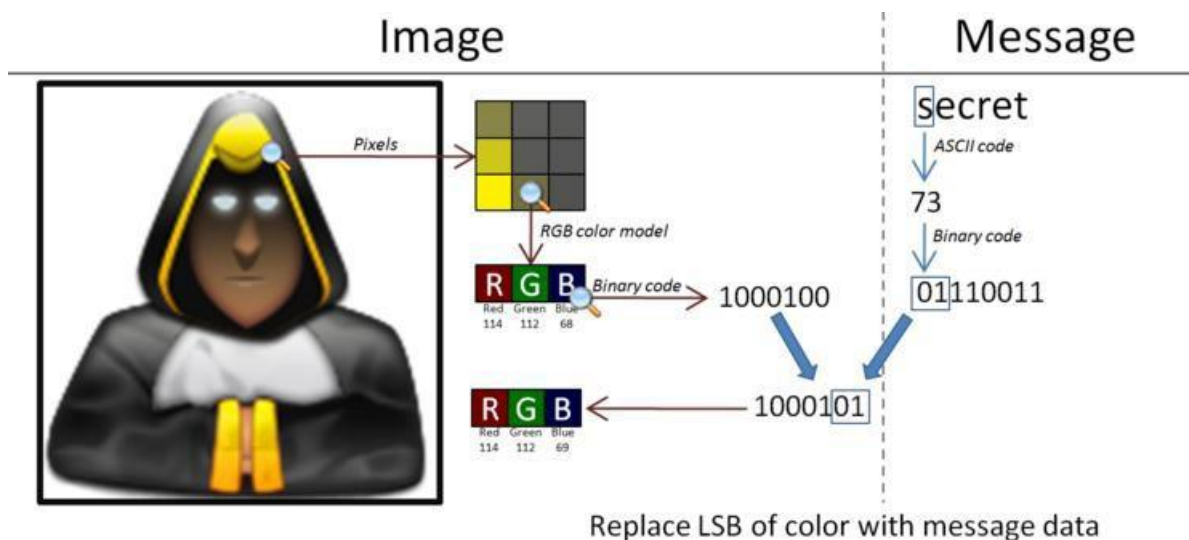 Image
Message
secret
ASCII code
73
Binary code
01110011
Pixels
RGB color model
R G B
Red Green Blue
114 112 68
Binary code
1000100
1000101
R G B
Red Green Blue
114 112 69
Replace LSB of color with message data